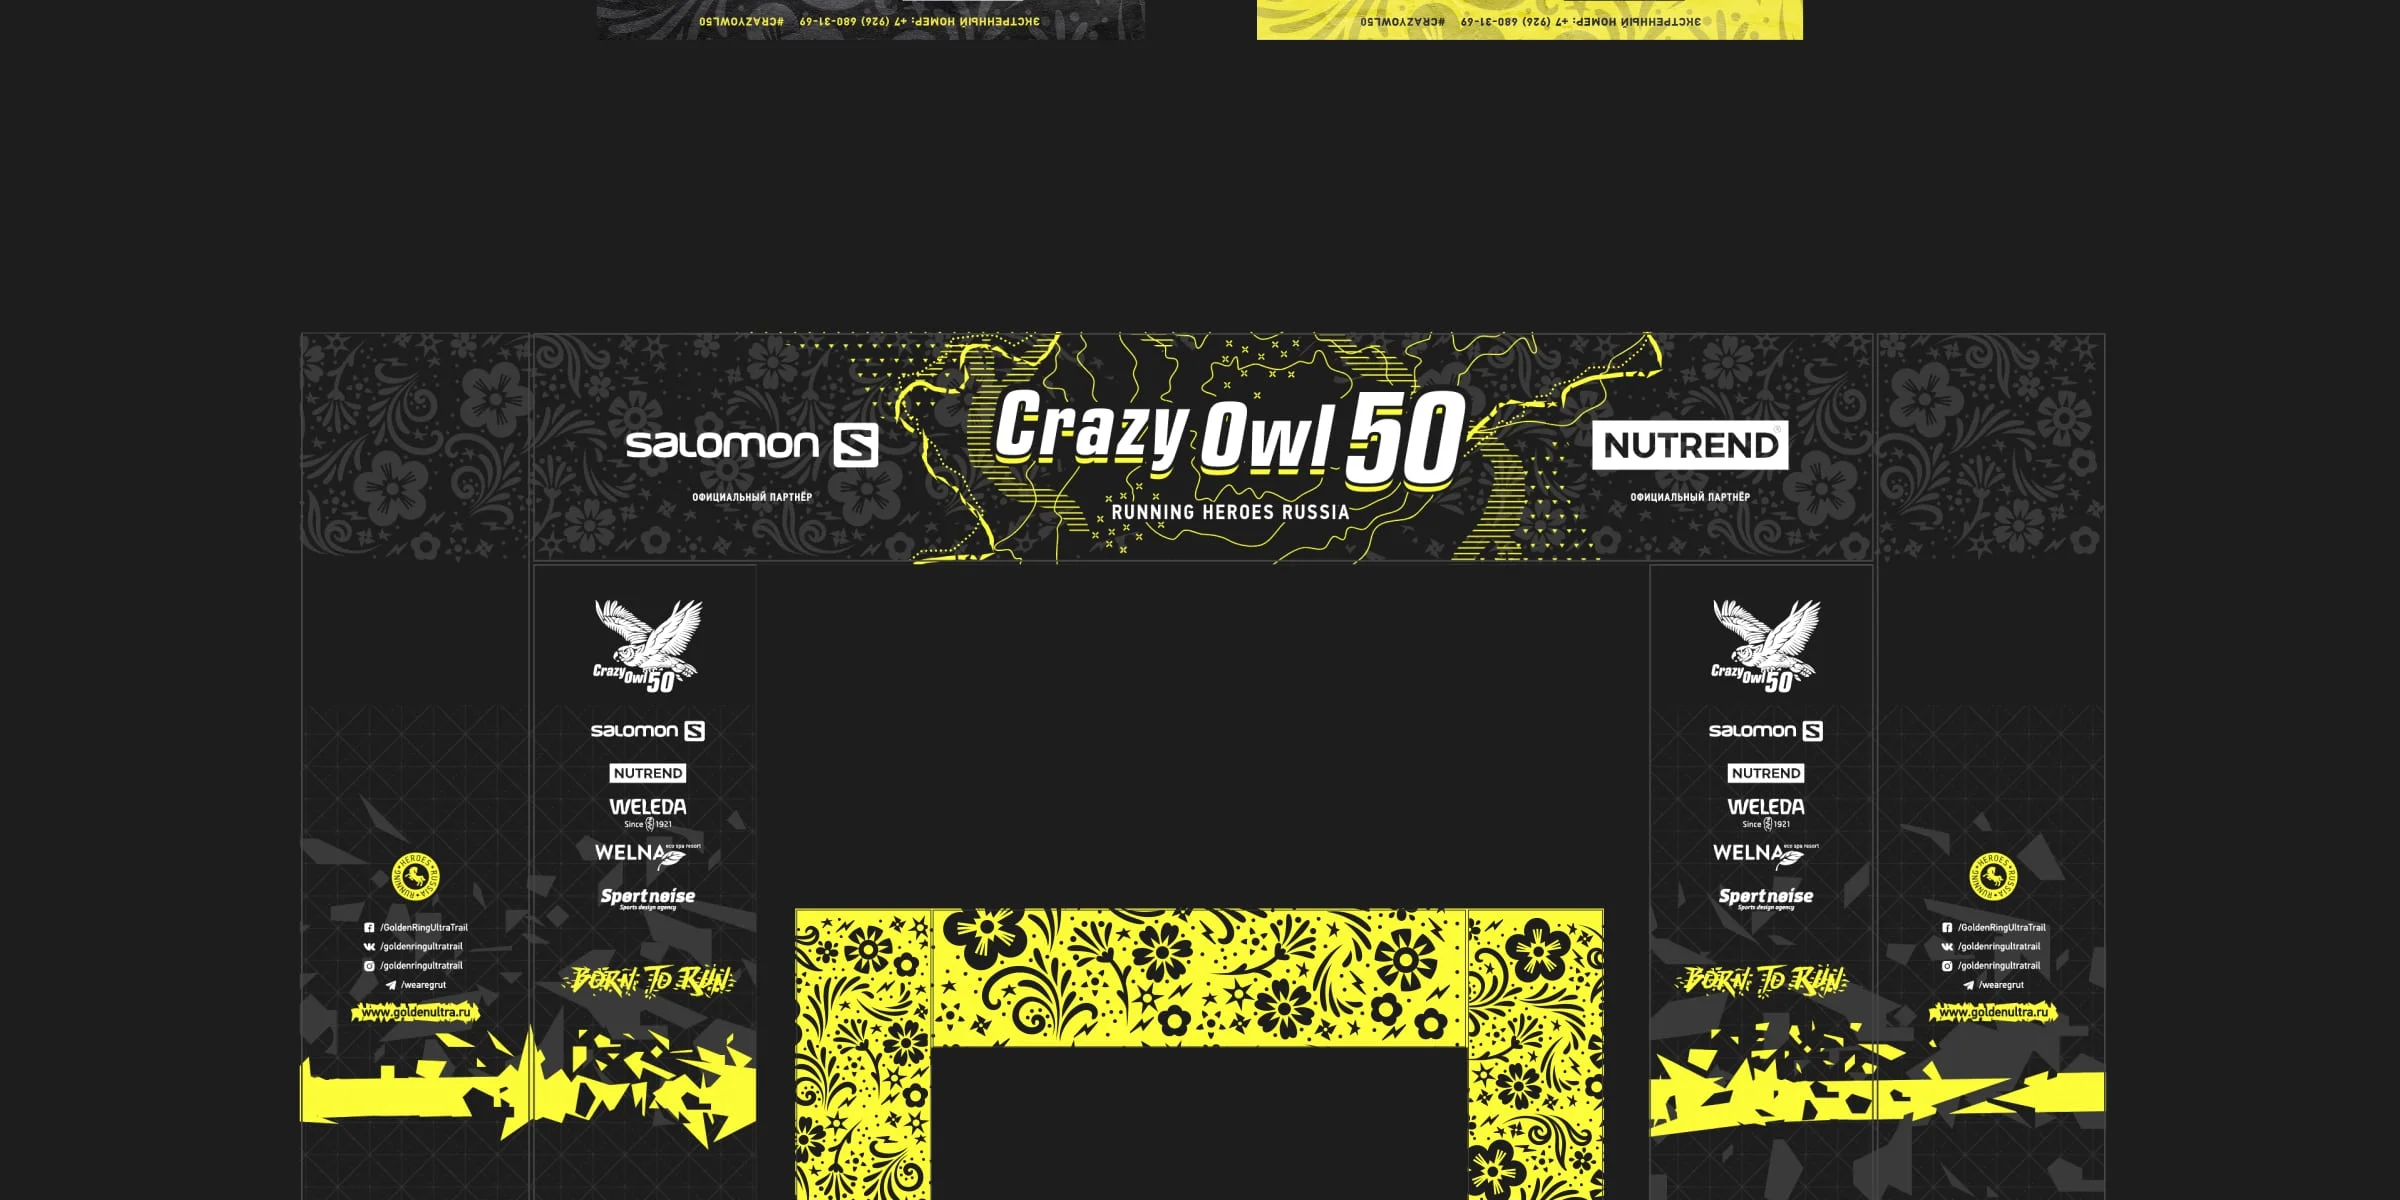 ЭКСТРЕННЫЙ НОМЕР: +7 (926) 680-31-69 #CRAZYOWL50
ЭКСТРЕННЫЙ НОМЕР: +7 (926) 680-31-69 #CRAZYOWL50
Crazy Owl 50
RUNNING HEROES RUSSIA
SALOMON S
ОФИЦИАЛЬНЫЙ ПАРТНЁР
NUTREND®
ОФИЦИАЛЬНЫЙ ПАРТНЁР
RUNNING HEROES RUSSIA
/GoldenRingUltraTrail
/goldenringultratrail
/goldenringultratrail
/wearegrut
www.goldenultra.ru
Crazy Owl 50
SALOMON S
NUTREND
WELEDA
Since 1921
WELNA eco spa resort
Sportnoise
Sports design agency
BORN TO RUN
Crazy Owl 50
SALOMON S
NUTREND
WELEDA
Since 1921
WELNA eco spa resort
Sportnoise
Sports design agency
BORN TO RUN
RUNNING HEROES RUSSIA
/GoldenRingUltraTrail
/goldenringultratrail
/goldenringultratrail
/wearegrut
www.goldenultra.ru